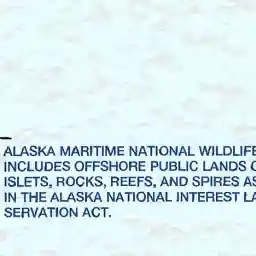 ALASKA MARITIME NATIONAL WILDLIFE
INCLUDES OFFSHORE PUBLIC LANDS
ISLETS, ROCKS, REEFS, AND SPIRES AS
IN THE ALASKA NATIONAL INTEREST
SERVATION ACT.